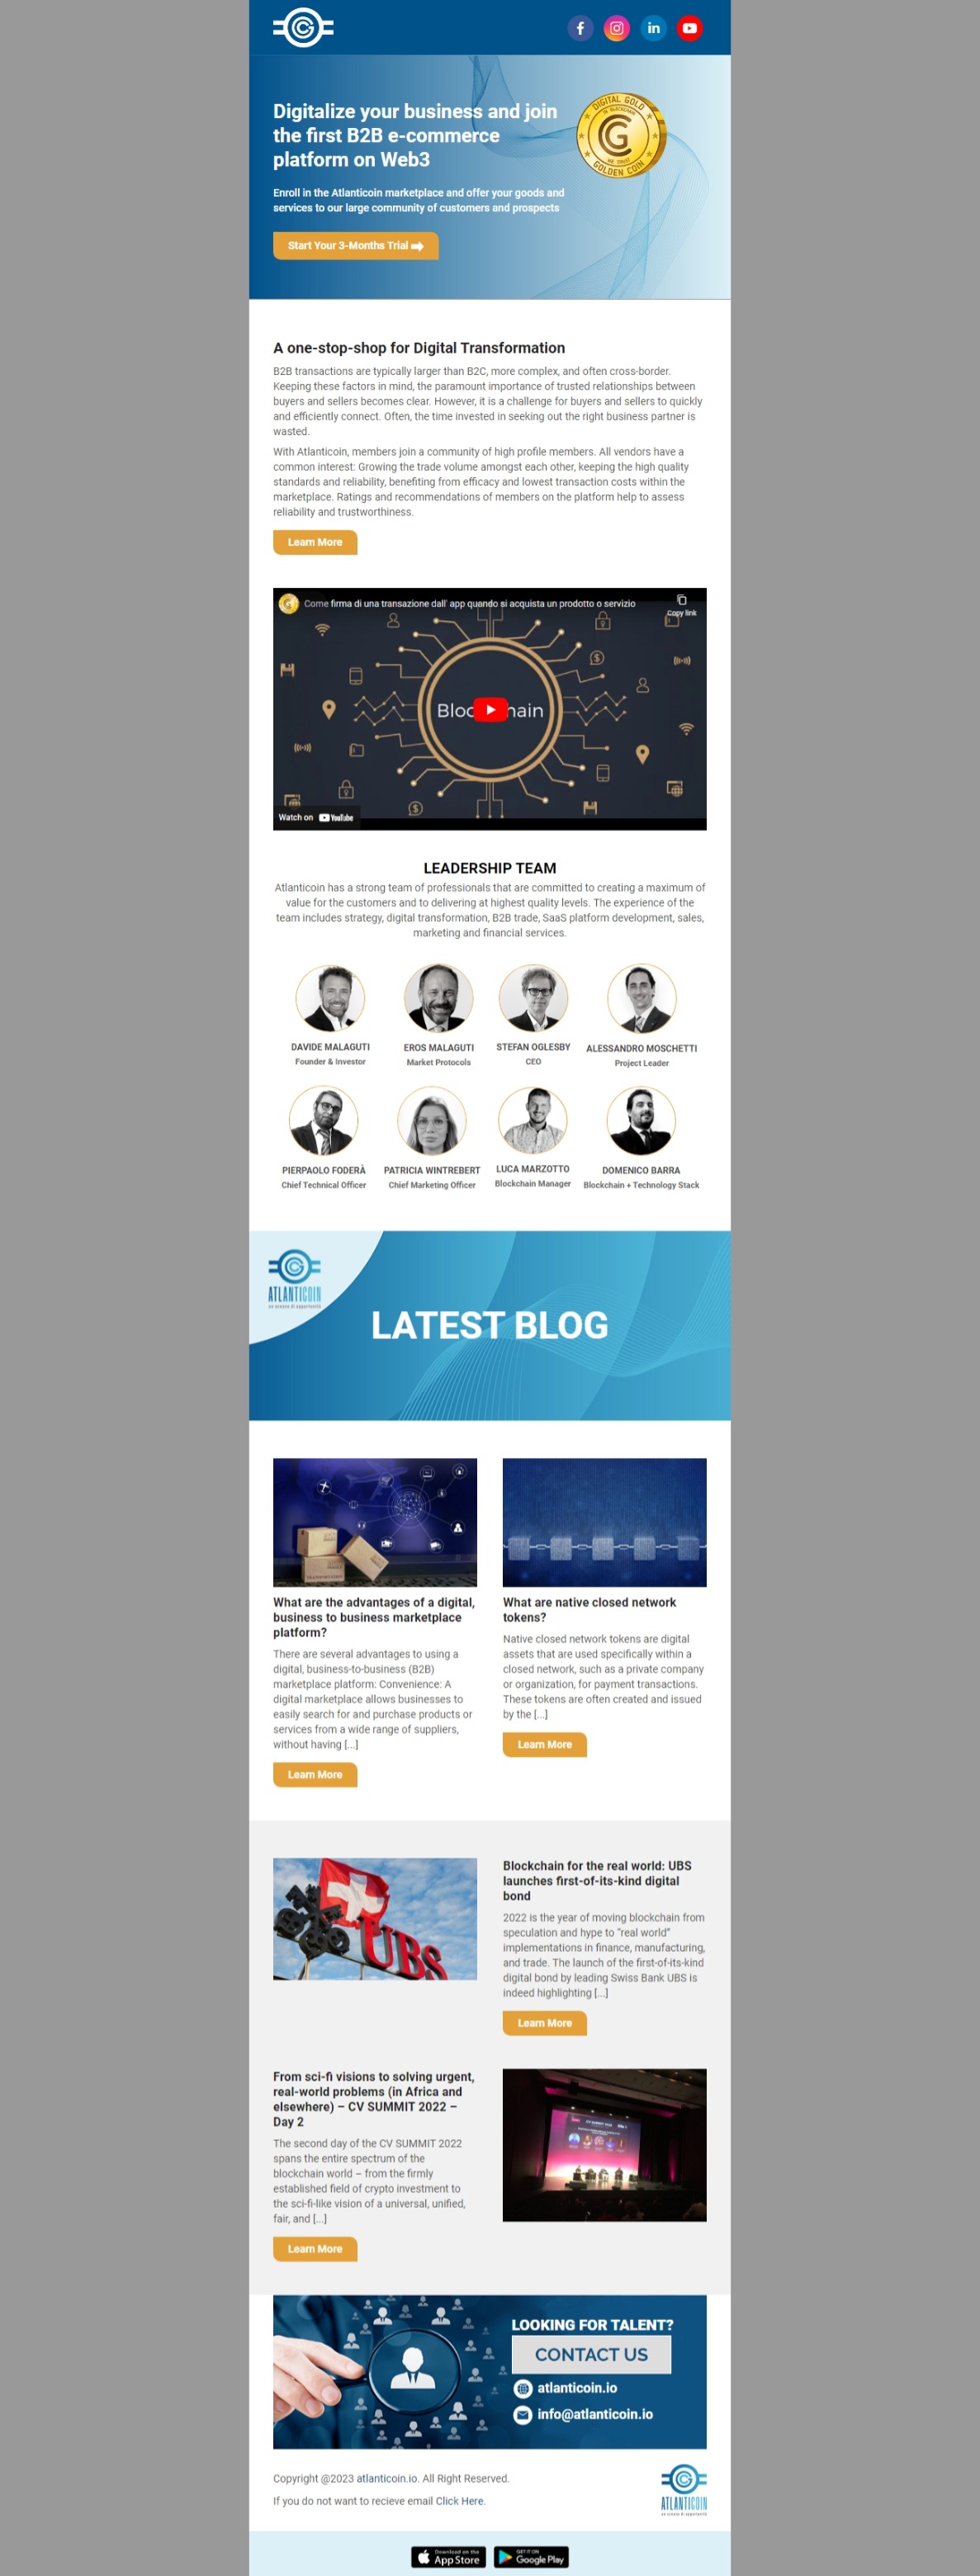 Digitalize your business and join
the first B2B e-commerce
platform on Web3
DIGITAL GOLD
GOLDEN COIN
Enroll in the Atlanticoin marketplace and offer your goods and
services to our large community of customers and prospects
Start Your 3-Months Trial
A one-stop-shop for Digital Transformation
B2B transactions are typically larger than B2C, more complex, and often cross-border.
Keeping these factors in mind, the paramount importance of trusted relationships between
buyers and sellers becomes clear. However, it is a challenge for buyers and sellers to quickly
and efficiently connect. Often, the time invested in seeking out the right business partner is
wasted.
With Atlanticoin, members join a community of high profile members. All vendors have a
common interest: Growing the trade volume amongst each other, keeping the high quality
standards and reliability, benefiting from efficacy and lowest transaction costs within the
marketplace. Ratings and recommendations of members on the platform help to assess
reliability and trustworthiness.
Learn More
Come firma di una transazione dall' app quando si acquista un prodotto o servizio
Copy link
Bloc hain
Watch on YouTube
LEADERSHIP TEAM
Atlanticoin has a strong team of professionals that are committed to creating a maximum of
value for the customers and to delivering at highest quality levels. The experience of the
team includes strategy, digital transformation, B2B trade, SaaS platform development, sales,
marketing and financial services.
DAVIDE MALAGUTI
Founder & Investor
EROS MALAGUTI
Market Protocols
STEFAN OGLESBY
CEO
ALESSANDRO MOSCHETTI
Project Leader
PIERPAOLO FODERÀ
Chief Technical Officer
PATRICIA WINTREBERT
Chief Marketing Officer
LUCA MARZOTTO
Blockchain Manager
DOMENICO BARRA
Blockchain + Technology Stack
ATLANTICOIN
un oceano di opportunità
LATEST BLOG
What are the advantages of a digital,
business to business marketplace
platform?
There are several advantages to using a
digital, business-to-business (B2B)
marketplace platform: Convenience: A
digital marketplace allows businesses to
easily search for and purchase products or
services from a wide range of suppliers,
without having [...]
Learn More
What are native closed network
tokens?
Native closed network tokens are digital
assets that are used specifically within a
closed network, such as a private company
or organization, for payment transactions.
These tokens are often created and issued
by the [...]
Learn More
UBS
Blockchain for the real world: UBS
launches first-of-its-kind digital
bond
2022 is the year of moving blockchain from
speculation and hype to "real world"
implementations in finance, manufacturing,
and trade. The launch of the first-of-its-kind
digital bond by leading Swiss Bank UBS is
indeed highlighting [...]
Learn More
From sci-fi visions to solving urgent,
real-world problems (in Africa and
elsewhere) – CV SUMMIT 2022 –
Day 2
The second day of the CV SUMMIT 2022
spans the entire spectrum of the
blockchain world – from the firmly
established field of crypto investment to
the sci-fi-like vision of a universal, unified,
fair, and [...]
Learn More
CV SUMMIT
LOOKING FOR TALENT?
CONTACT US
atlanticoin.io
info@atlanticoin.io
Copyright @2023 atlanticoin.io. All Right Reserved.
If you do not want to recieve email Click Here.
ATLANTICOIN
un oceano di opportunità
Download on the
App Store
GET IT ON
Google Play